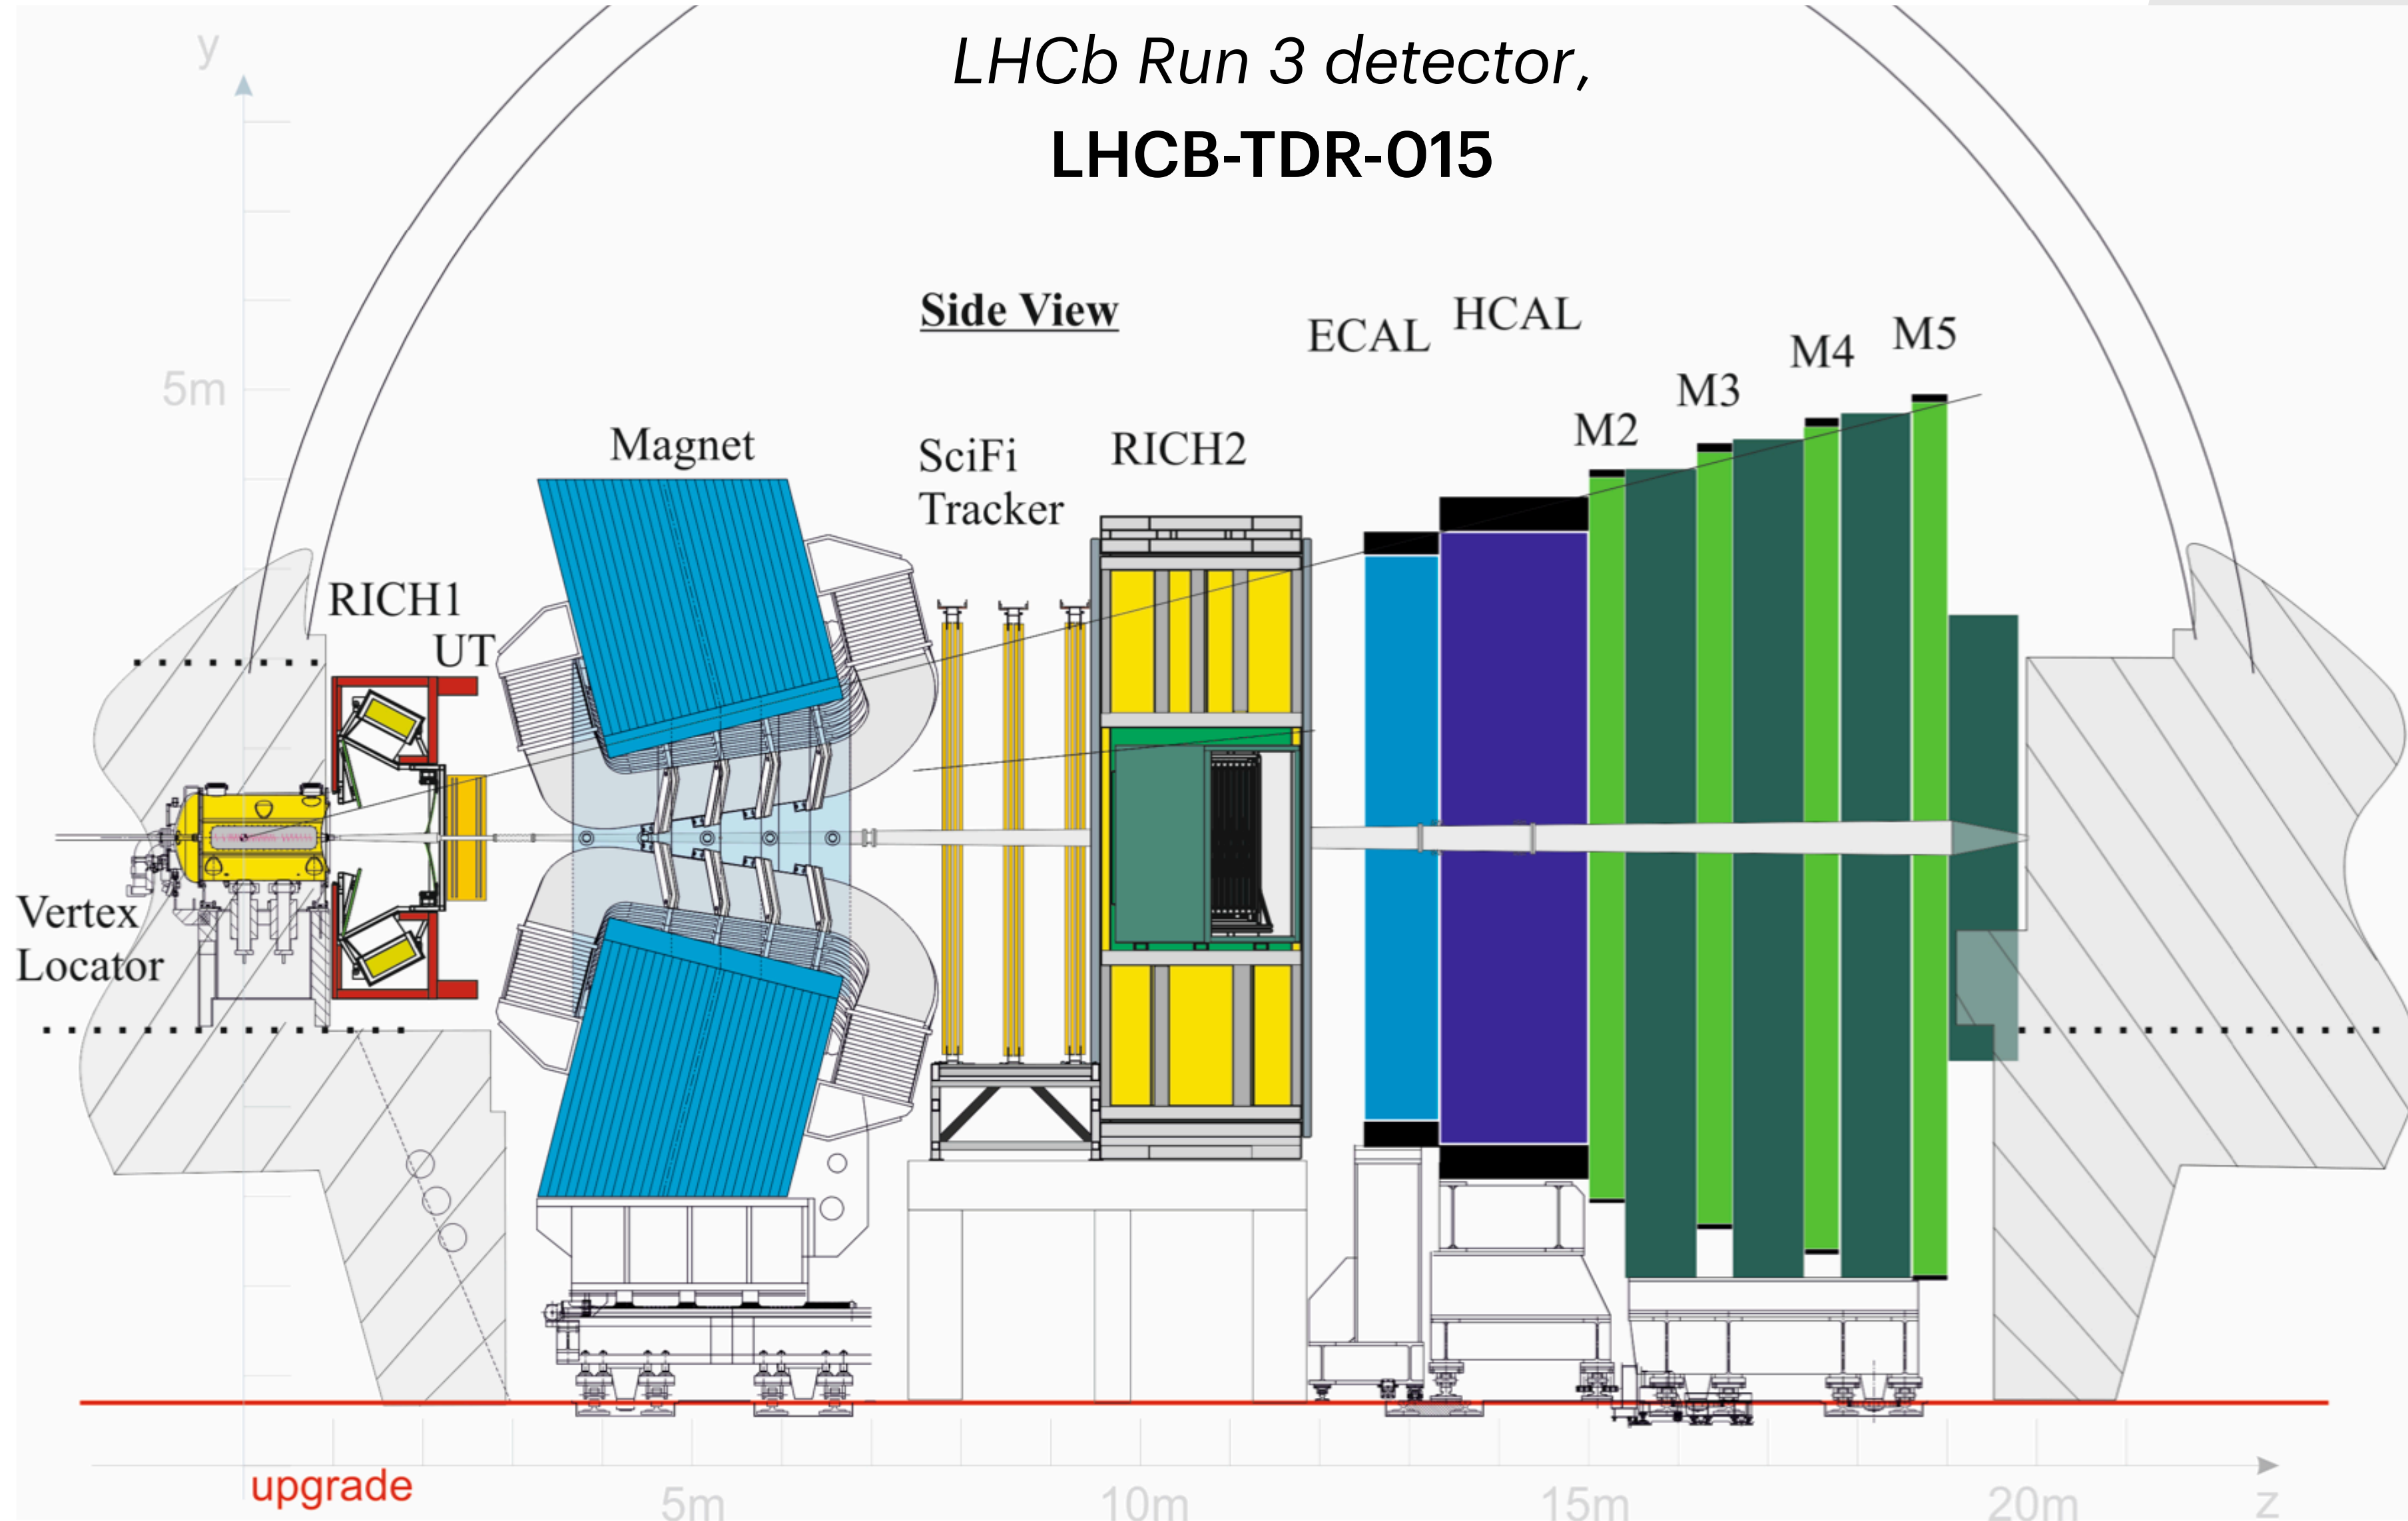 y
LHCb Run 3 detector,
LHCB-TDR-015
Side View
ECAL
HCAL
M5
M4
M3
M2
5m
Magnet
SciFi
Tracker
RICH2
RICH1
UT
Vertex
Locator
upgrade
5m
10m
15m
20m
z